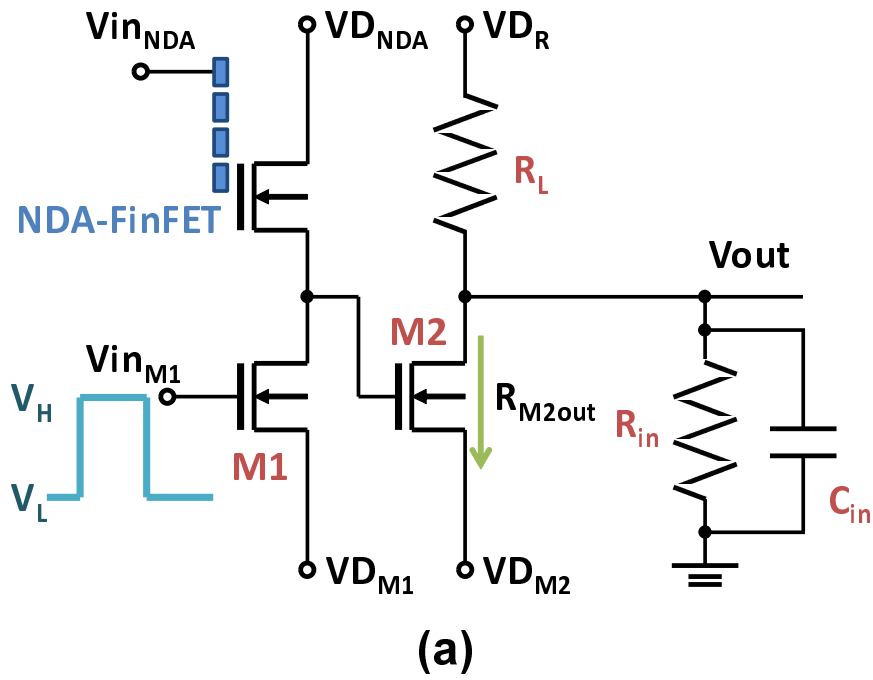 Vin_NDA
VD_NDA
VD_R
R_L
NDA-FinFET
Vout
M2
Vin_M1
V_H
R_M2out
R_in
M1
V_L
C_in
VD_M1
VD_M2
(a)